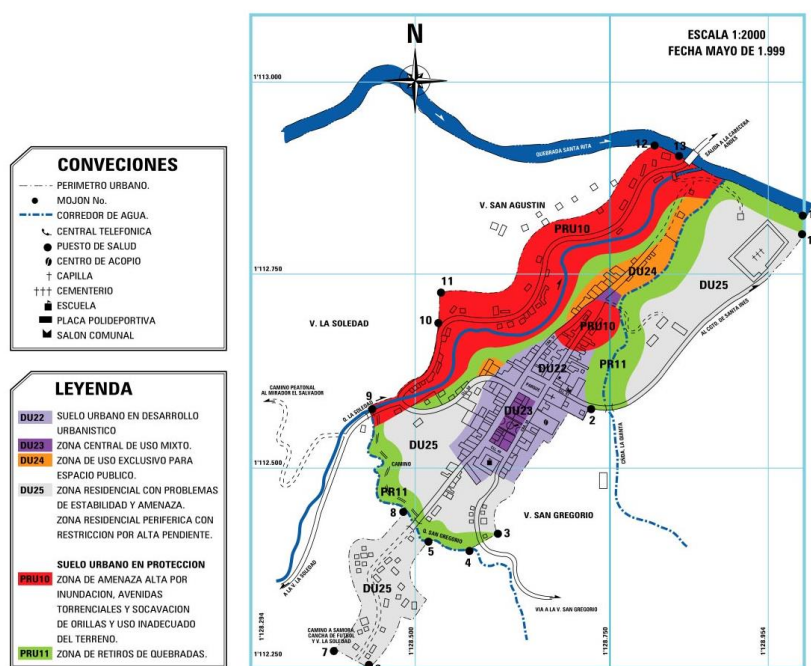 ESCALA 1:2000
FECHA MAYO DE 1.999
N
1'113.000
QUEBRADA SANTA RITA
12
13
SALIDA A LA CABECERA
ANDES
V. SAN AGUSTIN
PRU10
1
1
DU24
DU25
1'112.750
11
10
V. LA SOLEDAD
PRU10
AL CGTO. DE SANTA INES
DU22
PR11
CAMINO PEATONAL
AL MIRADOR EL SALVADOR
9
Q. LA SOLEDAD
2
DU23
DU25
CAMINO
1'112.500
PR11
8
V. SAN GREGORIO
Q. SAN GREGORIO
3
5
4
DU25
A LA V. LA SOLEDAD
VIA A LA V. SAN GREGORIO
CAMINO A SAMORA
CANCHA DE FUTBOL
Y V. LA SOLEDAD
7
1'112.250
1'128.294
1'128.500
1'128.750
1'128.954
CONVECIONES
PERIMETRO URBANO.
MOJON No.
CORREDOR DE AGUA.
CENTRAL TELEFONICA
PUESTO DE SALUD
CENTRO DE ACOPIO
CAPILLA
CEMENTERIO
ESCUELA
PLACA POLIDEPORTIVA
SALON COMUNAL
LEYENDA
DU22 SUELO URBANO EN DESARROLLO
URBANISTICO
DU23 ZONA CENTRAL DE USO MIXTO.
DU24 ZONA DE USO EXCLUSIVO PARA
ESPACIO PUBLICO.
DU25 ZONA RESIDENCIAL CON PROBLEMAS
DE ESTABILIDAD Y AMENAZA.
ZONA RESIDENCIAL PERIFERICA CON
RESTRICCION POR ALTA PENDIENTE.
SUELO URBANO EN PROTECCION
PRU10 ZONA DE AMENAZA ALTA POR
INUNDACION, AVENIDAS
TORRENCIALES Y SOCAVACION
DE ORILLAS Y USO INADECUADO
DEL TERRENO.
PRU11 ZONA DE RETIROS DE QUEBRADAS.